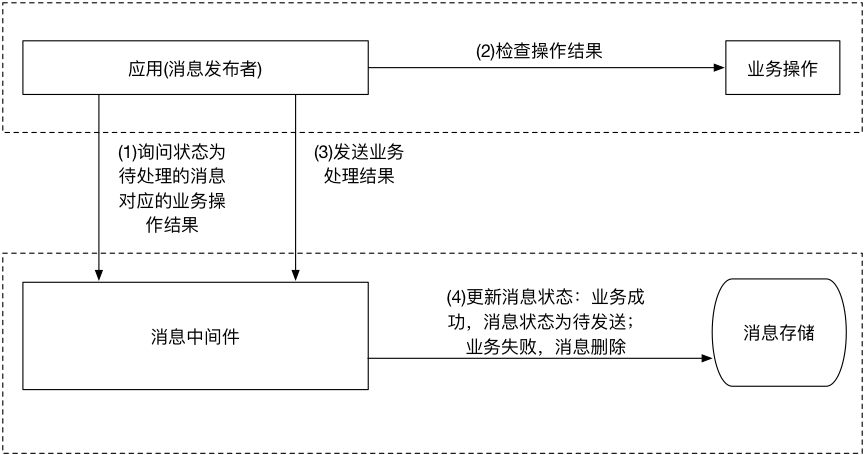 应用(消息发布者)
(2)检查操作结果
业务操作
(1)询问状态为
待处理的消息
对应的业务操
作结果
(3)发送业务
处理结果
消息中间件
(4)更新消息状态：业务成
功，消息状态为待发送；
业务失败，消息删除
消息存储